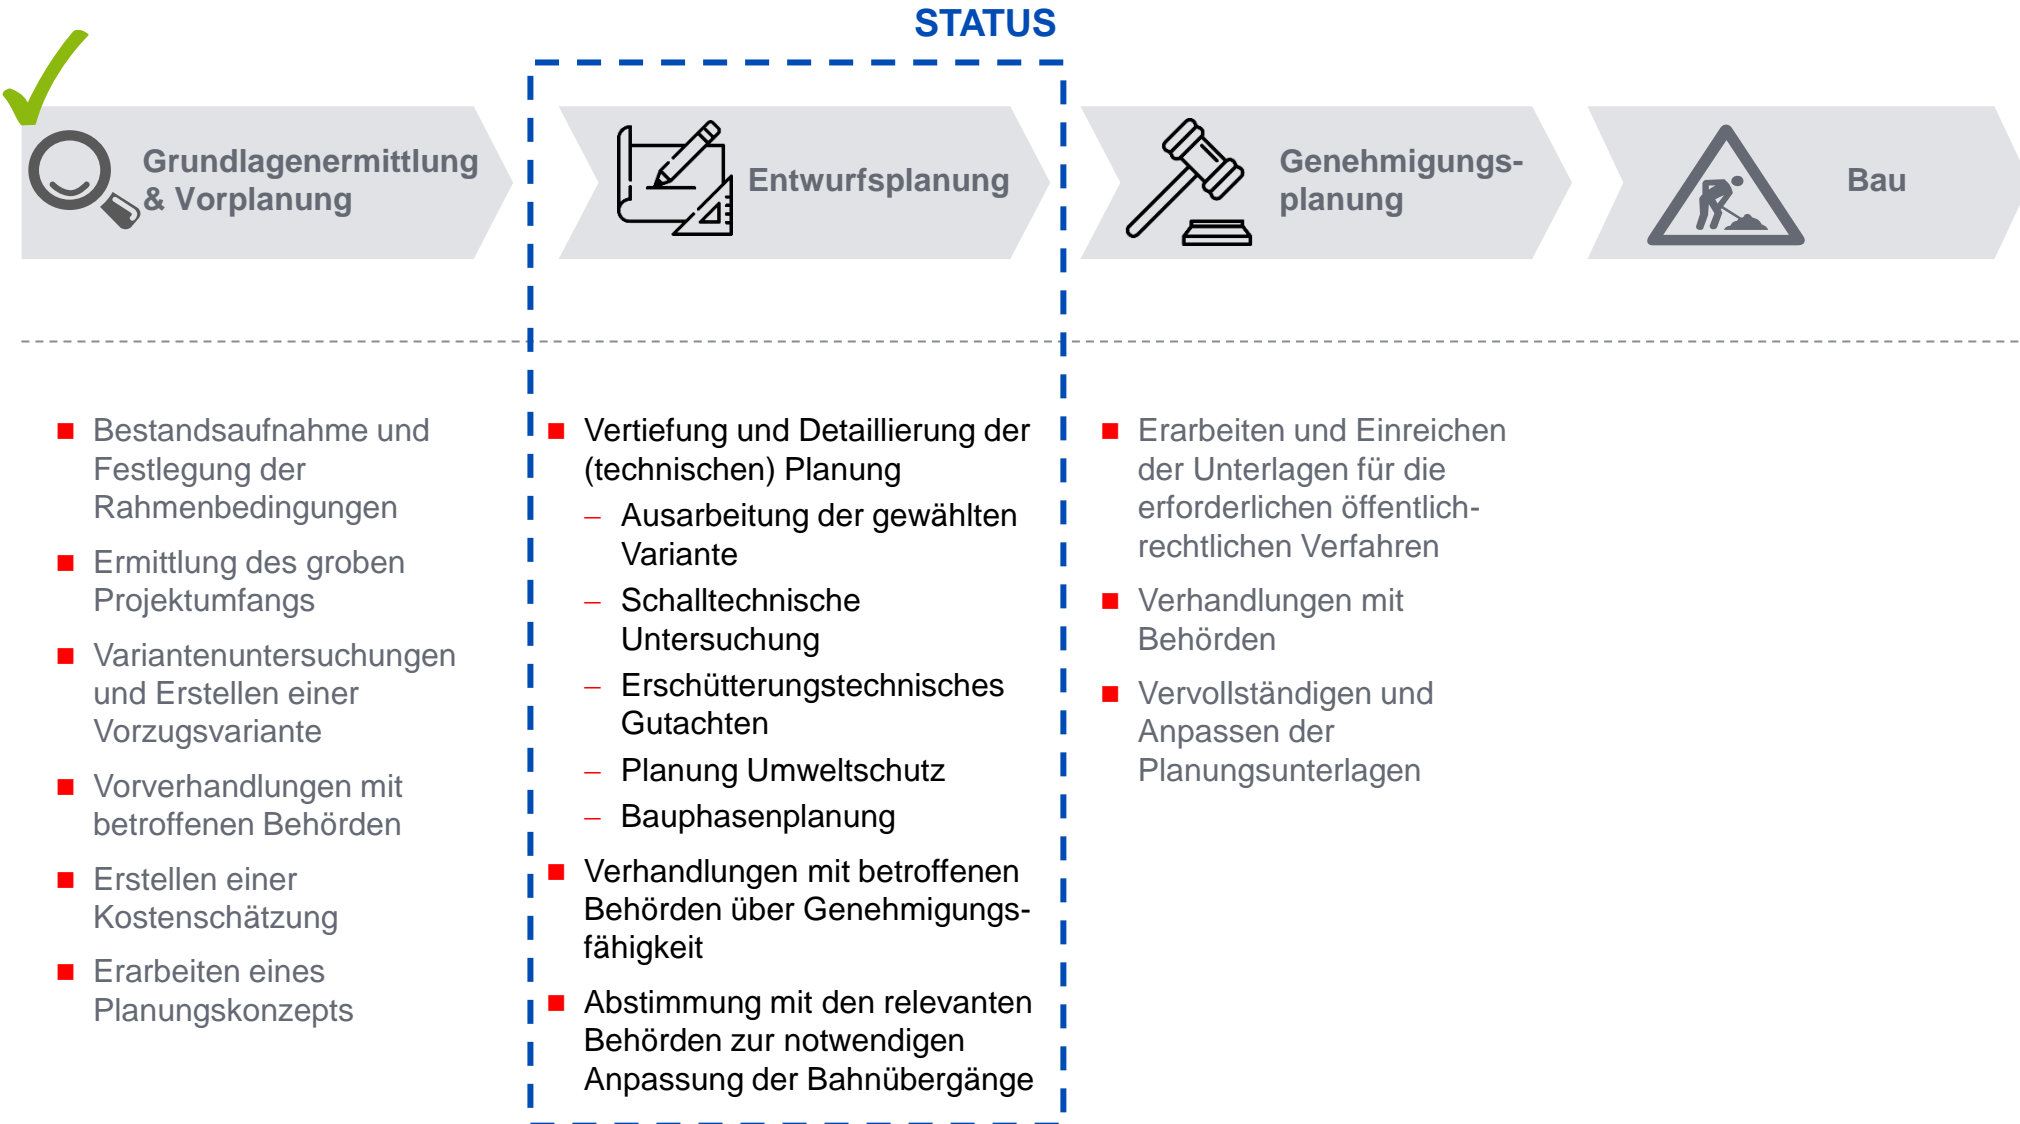 STATUS
Grundlagenermittlung
& Vorplanung
Entwurfsplanung
Genehmigungs-
planung
Bau
Bestandsaufnahme und
Festlegung der
Rahmenbedingungen
Ermittlung des groben
Projektumfangs
Variantenuntersuchungen
und Erstellen einer
Vorzugsvariante
Vorverhandlungen mit
betroffenen Behörden
Erstellen einer
Kostenschätzung
Erarbeiten eines
Planungskonzepts
Vertiefung und Detaillierung der
(technischen) Planung
– Ausarbeitung der gewählten
Variante
– Schalltechnische
Untersuchung
– Erschütterungstechnisches
Gutachten
– Planung Umweltschutz
– Bauphasenplanung
Verhandlungen mit betroffenen
Behörden über Genehmigungs-
fähigkeit
Abstimmung mit den relevanten
Behörden zur notwendigen
Anpassung der Bahnübergänge
Erarbeiten und Einreichen
der Unterlagen für die
erforderlichen öffentlich-
rechtlichen Verfahren
Verhandlungen mit
Behörden
Vervollständigen und
Anpassen der
Planungsunterlagen